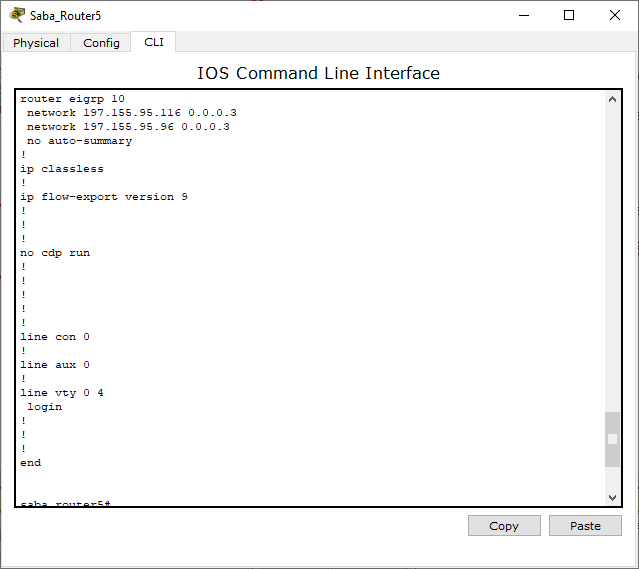 Saba_Router5
Physical Config CLI
IOS Command Line Interface
router eigrp 10
 network 197.155.95.116 0.0.0.3
 network 197.155.95.96 0.0.0.3
 no auto-summary
!
ip classless
!
ip flow-export version 9
!
!
!
no cdp run
!
!
!
!
!
line con 0
!
line aux 0
!
line vty 0 4
 login
!
!
!
end
saba_router5#
Copy Paste